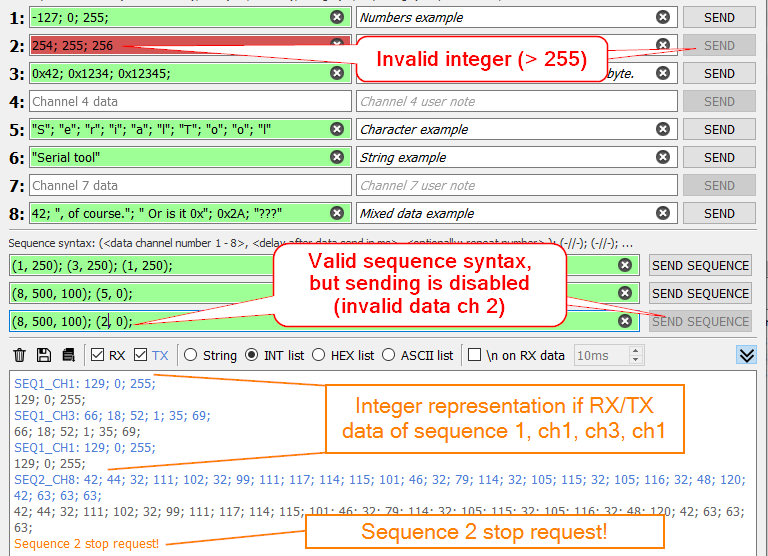 1: -127; 0; 255; Numbers example SEND
2: 254; 255; 256 SEND
Invalid integer (> 255)
3: 0x42; 0x1234; 0x12345; byte. SEND
4: Channel 4 data Channel 4 user note SEND
5: "S"; "e"; "r"; "i"; "a"; "l"; "T"; "o"; "o"; "l" Character example SEND
6: "Serial tool" String example SEND
7: Channel 7 data Channel 7 user note SEND
8: 42; ", of course."; " Or is it 0x"; 0x2A; "???" Mixed data example SEND
Sequence syntax: (<data channel number 1 - 8>, <delay after data send in ms>, <optionally: repeat number> ); (-//-); (-//-); ...
(1, 250); (3, 250); (1, 250); SEND SEQUENCE
Valid sequence syntax,
but sending is disabled
(invalid data ch 2)
(8, 500, 100); (5, 0); SEND SEQUENCE
(8, 500, 100); (2, 0); SEND SEQUENCE
RX TX String INT list HEX list ASCII list \n on RX data 10ms
SEQ1_CH1: 129; 0; 255;
129; 0; 255;
SEQ1_CH3: 66; 18; 52; 1; 35; 69;
66; 18; 52; 1; 35; 69;
SEQ1_CH1: 129; 0; 255;
129; 0; 255;
Integer representation if RX/TX
data of sequence 1, ch1, ch3, ch1
SEQ2_CH8: 42; 44; 32; 111; 102; 32; 99; 111; 117; 114; 115; 101; 46; 32; 79; 114; 32; 105; 115; 32; 105; 116; 32; 48; 120;
42; 63; 63; 63;
42; 44; 32; 111; 102; 32; 99; 111; 117; 114; 115; 101; 46; 32; 79; 114; 32; 105; 115; 32; 105; 116; 32; 48; 120; 42; 63; 63;
63;
Sequence 2 stop request!
Sequence 2 stop request!